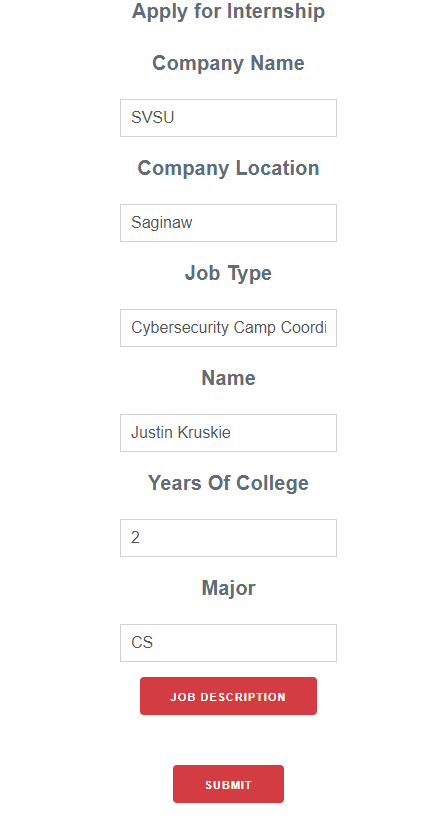 Apply for Internship
Company Name
SVSU
Company Location
Saginaw
Job Type
Cybersecurity Camp Coordi
Name
Justin Kruskie
Years Of College
2
Major
CS
JOB DESCRIPTION
SUBMIT